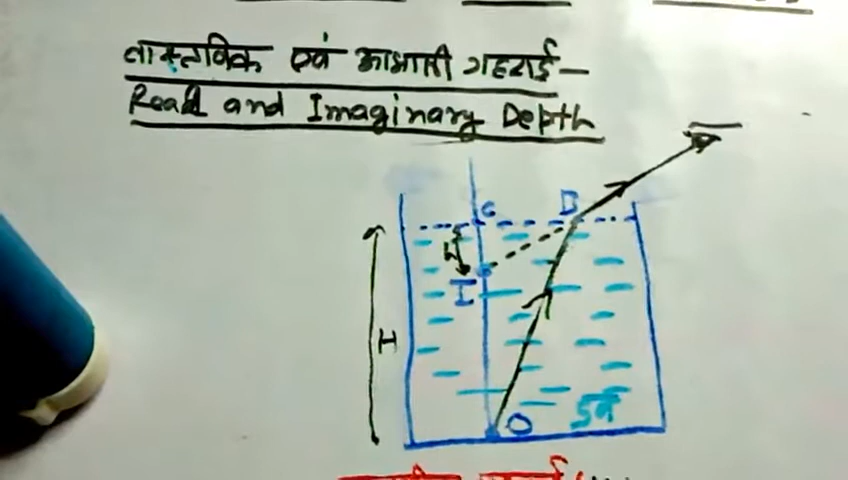 वास्तविक एवं आभासी गहराई—
Real and Imaginary Depth
C B
h
I
H
O द्रव